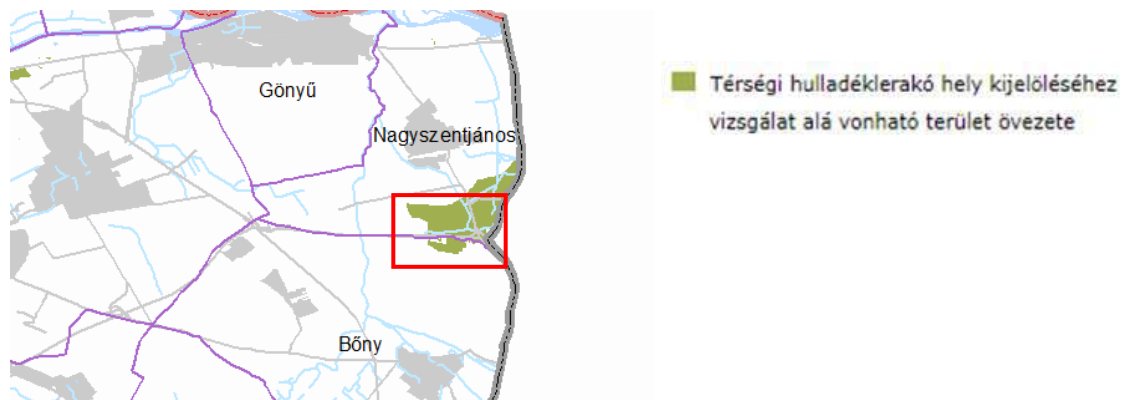 Gönyű
Nagyszentjános
Bőny
Térségi hulladéklerakó hely kijelöléséhez
vizsgálat alá vonható terület övezete